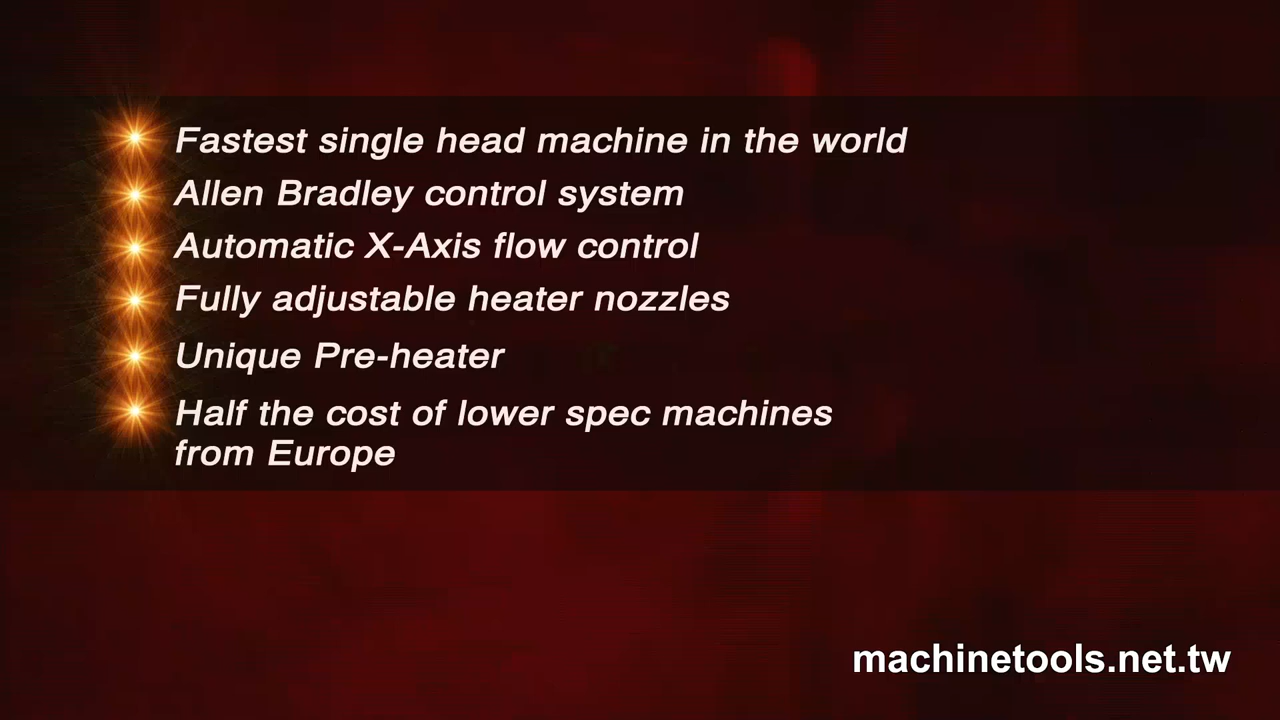 Fastest single head machine in the world
Allen Bradley control system
Automatic X-Axis flow control
Fully adjustable heater nozzles
Unique Pre-heater
Half the cost of lower spec machines
from Europe
machinetools.net.tw